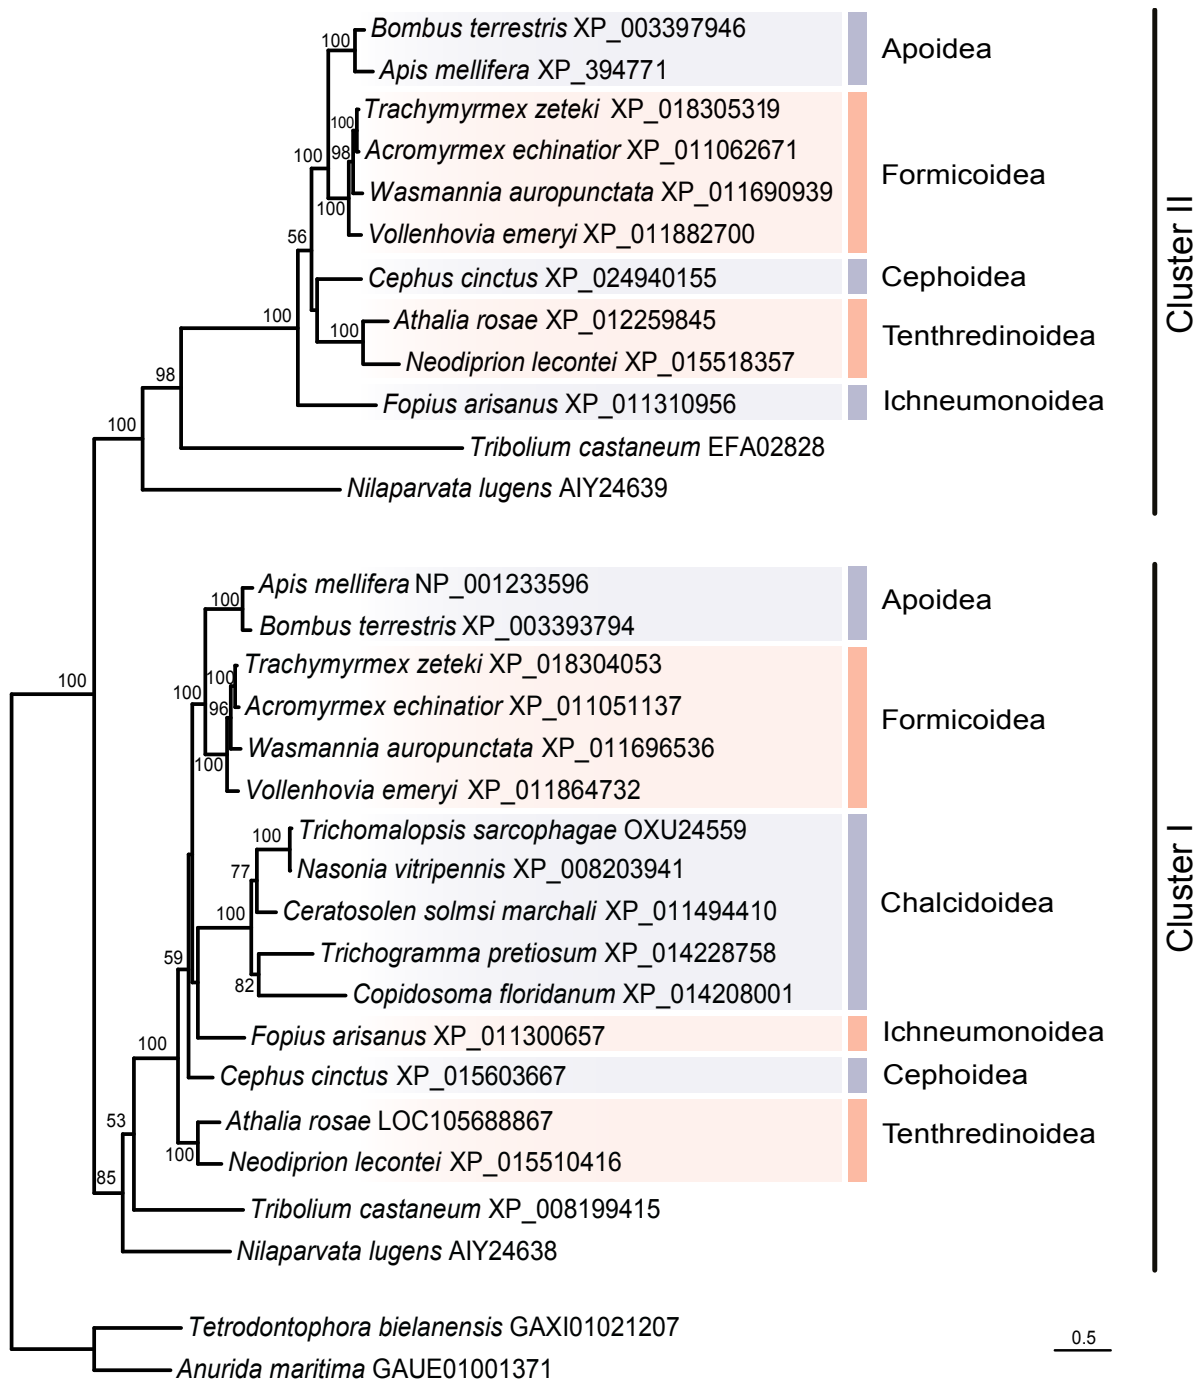 Bombus terrestris XP_003397946
100
Apoidea
Apis mellifera XP_394771
Trachymyrmex zeteki XP_018305319
100
Acromyrmex echinatior XP_011062671
100
98
Formicoidea
Wasmannia auropunctata XP_011690939
100
Vollenhovia emeryi XP_011882700
56
Cephus cinctus XP_024940155
Cephoidea
Cluster II
100
Athalia rosae XP_012259845
100
Tenthredinoidea
Neodiprion lecontei XP_015518357
98
Fopius arisanus XP_011310956
Ichneumonoidea
100
Tribolium castaneum EFA02828
Nilaparvata lugens AIY24639
Apis mellifera NP_001233596
100
Apoidea
Bombus terrestris XP_003393794
Trachymyrmex zeteki XP_018304053
100
100
100
Acromyrmex echinatior XP_011051137
96
Formicoidea
Wasmannia auropunctata XP_011696536
100
Vollenhovia emeryi XP_011864732
Trichomalopsis sarcophagae OXU24559
100
77
Nasonia vitripennis XP_008203941
Cluster I
100
Ceratosolen solmsi marchali XP_011494410
Chalcidoidea
59
Trichogramma pretiosum XP_014228758
82
Copidosoma floridanum XP_014208001
Fopius arisanus XP_011300657
Ichneumonoidea
100
Cephus cinctus XP_015603667
Cephoidea
53
Athalia rosae LOC105688867
Tenthredinoidea
100
Neodiprion lecontei XP_015510416
85
Tribolium castaneum XP_008199415
Nilaparvata lugens AIY24638
Tetrodontophora bielanensis GAXI01021207
0.5
Anurida maritima GAUE01001371